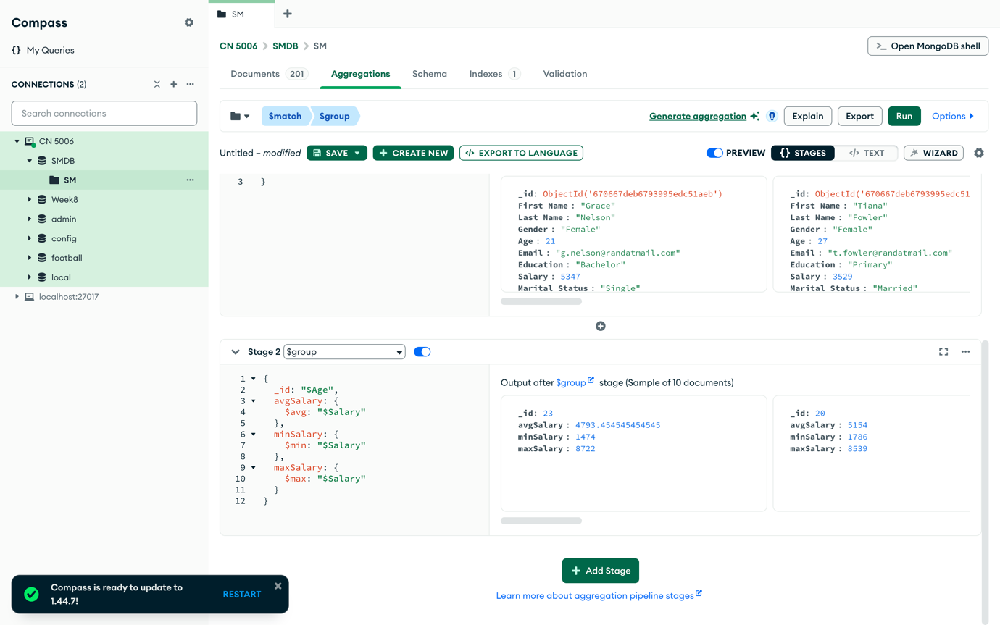 Compass
{} My Queries
CONNECTIONS (2)
Search connections
CN 5006
SMDB
SM
Week8
admin
config
football
local
localhost:27017
SM
CN 5006 > SMDB > SM
>_ Open MongoDB shell
Documents 201 Aggregations Schema Indexes 1 Validation
$match $group
Generate aggregation Explain Export Run Options
Untitled – modified SAVE + CREATE NEW </> EXPORT TO LANGUAGE PREVIEW {} STAGES </> TEXT WIZARD
3 }
_id: ObjectId('670667deb6793995edc51aeb')
First Name : "Grace"
Last Name : "Nelson"
Gender : "Female"
Age : 21
Email : "g.nelson@randatmail.com"
Education : "Bachelor"
Salary : 5347
Marital Status : "Single"
_id: ObjectId('670667deb6793995edc51
First Name : "Tiana"
Last Name : "Fowler"
Gender : "Female"
Age : 27
Email : "t.fowler@randatmail.com"
Education : "Primary"
Salary : 3529
Marital Status : "Married"
Stage 2 $group
1 {
2 _id: "$Age",
3 avgSalary: {
4 $avg: "$Salary"
5 },
6 minSalary: {
7 $min: "$Salary"
8 },
9 maxSalary: {
10 $max: "$Salary"
11 }
12 }
Output after $group stage (Sample of 10 documents)
_id: 23
avgSalary : 4793.454545454545
minSalary : 1474
maxSalary : 8722
_id: 20
avgSalary : 5154
minSalary : 1786
maxSalary : 8539
+ Add Stage
Learn more about aggregation pipeline stages
Compass is ready to update to
1.44.7!
RESTART